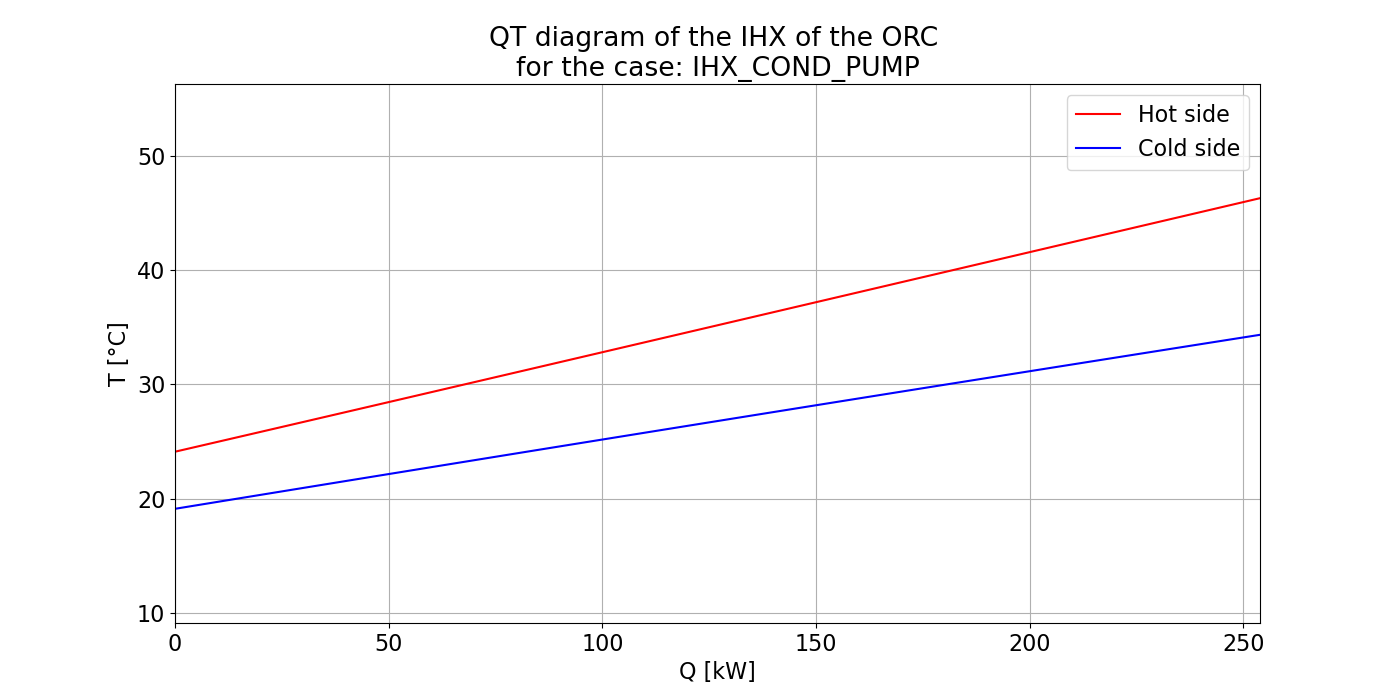 QT diagram of the IHX of the ORC
for the case: IHX_COND_PUMP
Hot side
Cold side
50
40
30
20
10
T [°C]
0
50
100
150
200
250
Q [kW]